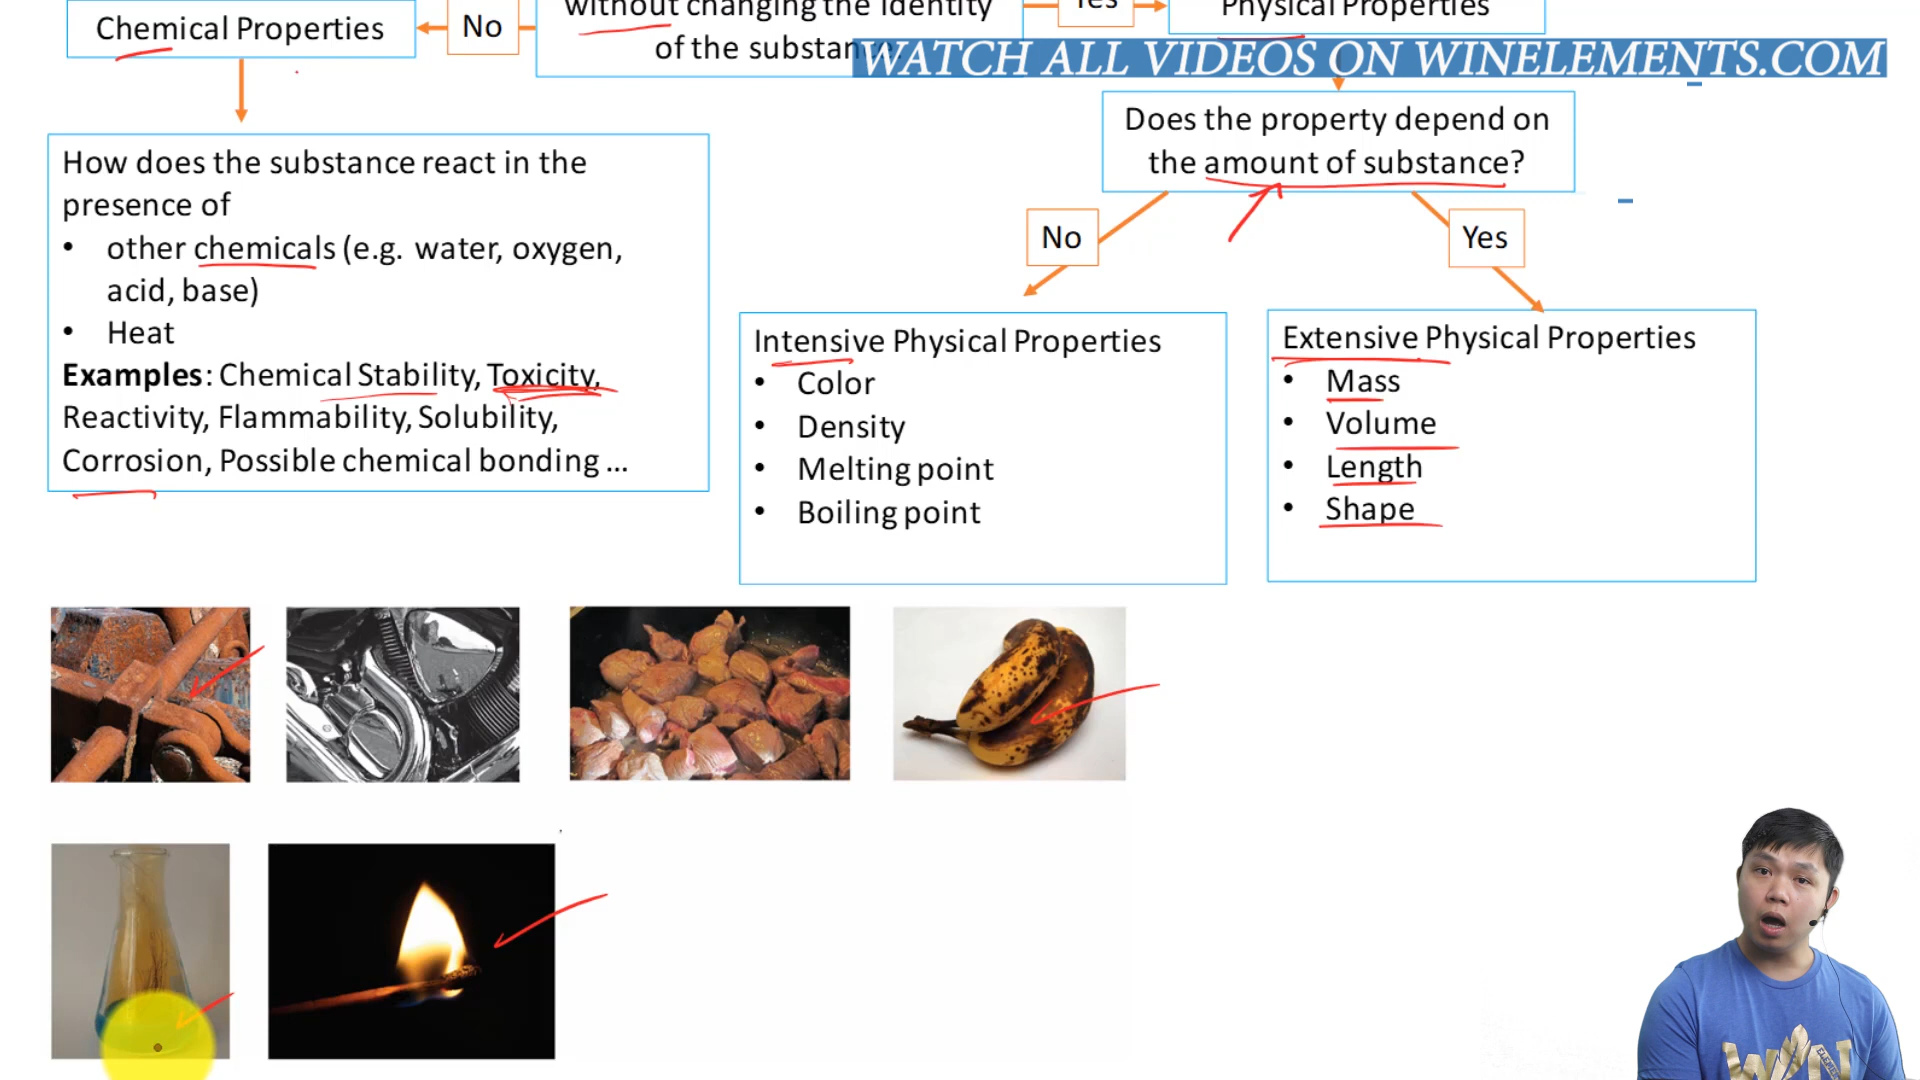 without changing the identity
of the substan
Chemical Properties
No
Yes
Physical Properties
WATCH ALL VIDEOS ON WINELEMENTS.COM
Does the property depend on
the amount of substance?
No
Yes
How does the substance react in the
presence of
• other chemicals (e.g. water, oxygen,
acid, base)
• Heat
Examples: Chemical Stability, Toxicity,
Reactivity, Flammability, Solubility,
Corrosion, Possible chemical bonding ...
Intensive Physical Properties
• Color
• Density
• Melting point
• Boiling point
Extensive Physical Properties
• Mass
• Volume
• Length
• Shape
WIN